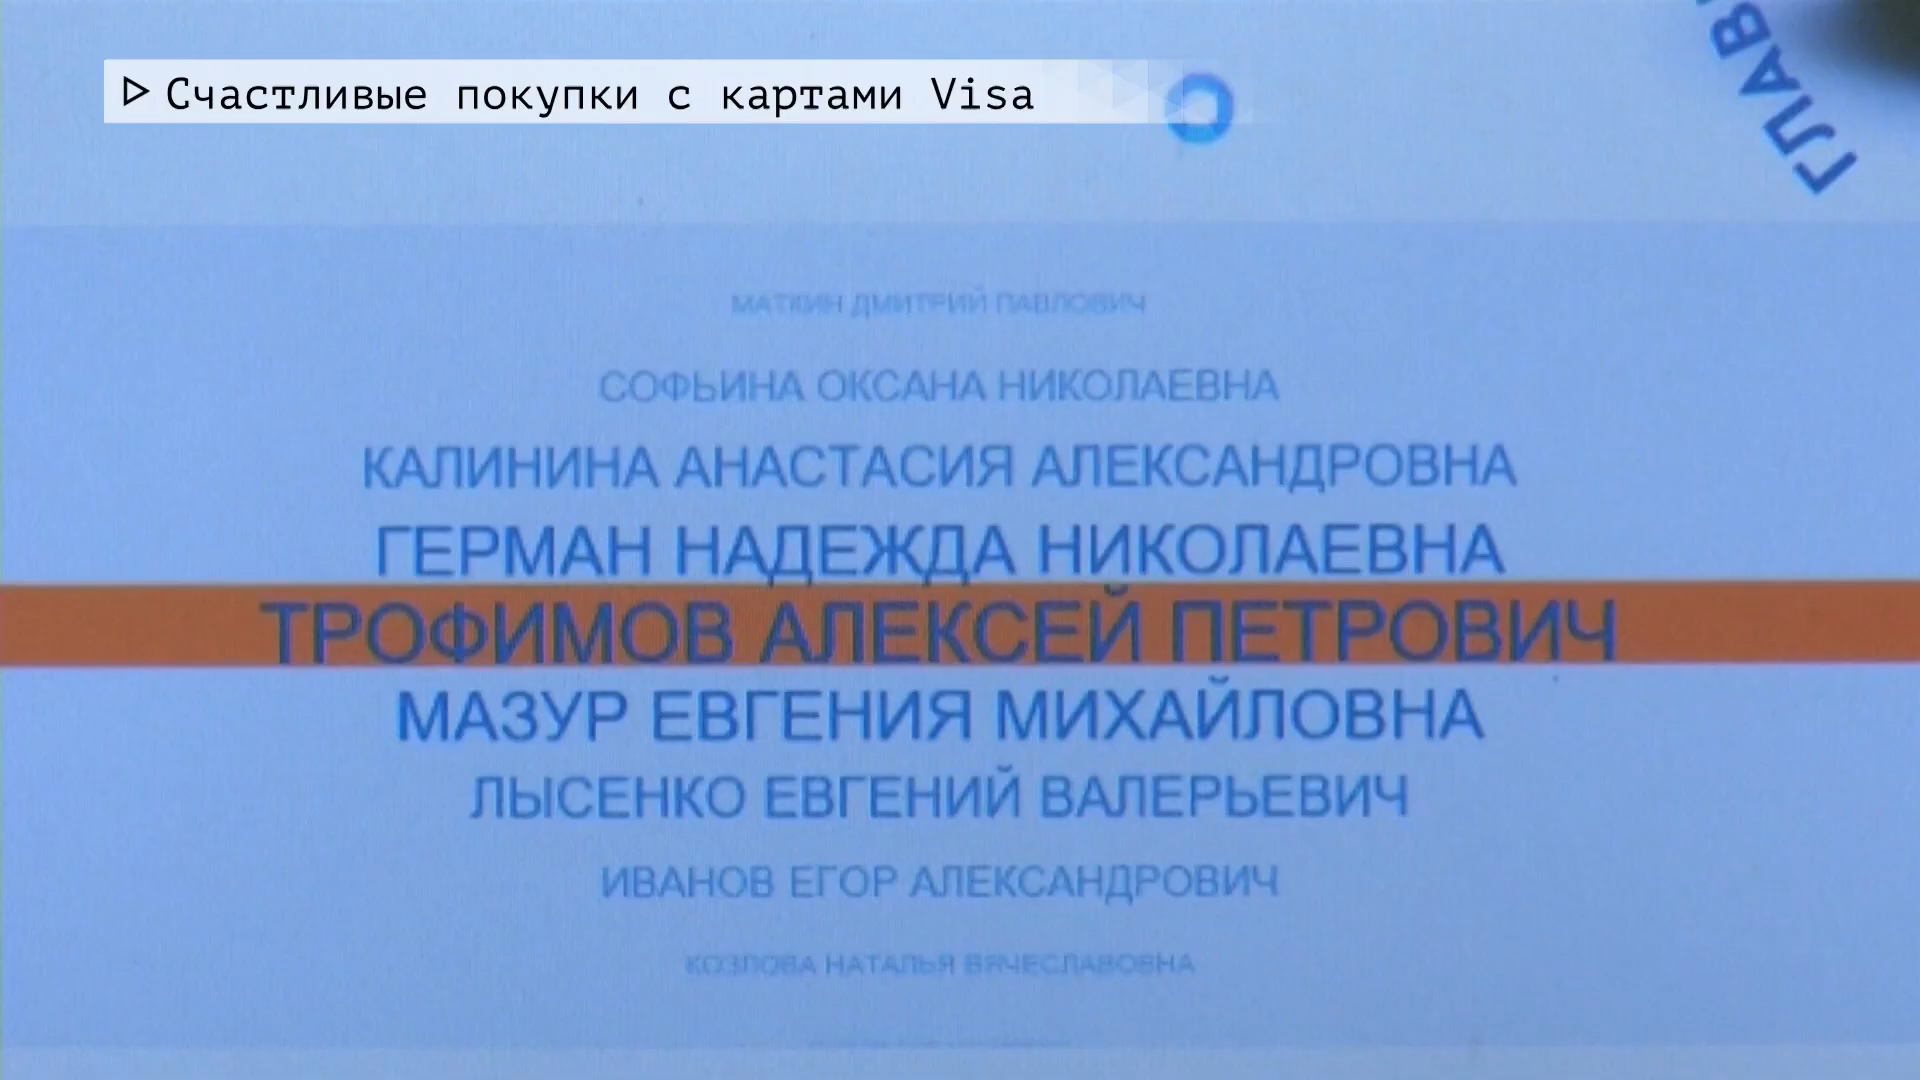 Счастливые покупки с картами Visa
ГЛАВ
МАТКИН ДМИТРИЙ ПАВЛОВИЧ
СОФЬИНА ОКСАНА НИКОЛАЕВНА
КАЛИНИНА АНАСТАСИЯ АЛЕКСАНДРОВНА
ГЕРМАН НАДЕЖДА НИКОЛАЕВНА
ТРОФИМОВ АЛЕКСЕЙ ПЕТРОВИЧ
МАЗУР ЕВГЕНИЯ МИХАЙЛОВНА
ЛЫСЕНКО ЕВГЕНИЙ ВАЛЕРЬЕВИЧ
ИВАНОВ ЕГОР АЛЕКСАНДРОВИЧ
КОЗЛОВА НАТАЛЬЯ ВЯЧЕСЛАВОВНА